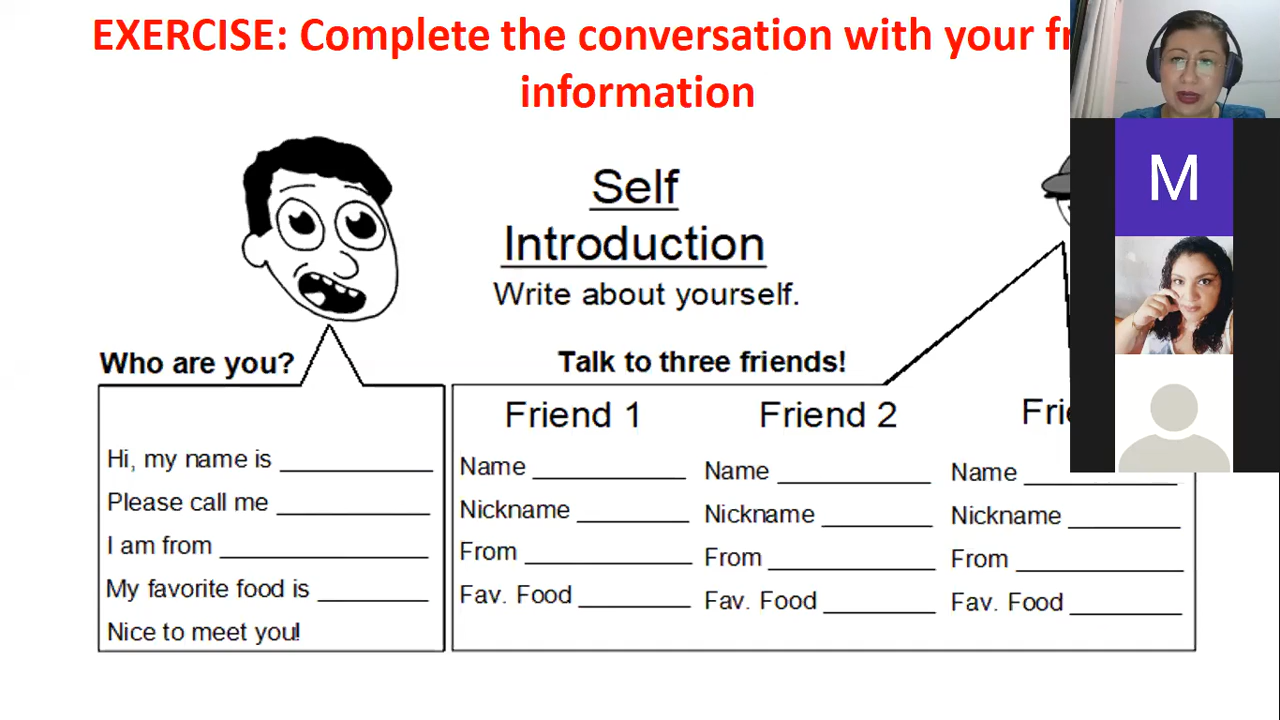 EXERCISE: Complete the conversation with your
information
Self
Introduction
Write about yourself.
Who are you?
Talk to three friends!
Hi, my name is
Please call me
I am from
My favorite food is
Nice to meet you!
Friend 1
Name
Nickname
From
Fav. Food
Friend 2
Name
Nickname
From
Fav. Food
Name
Nickname
From
Fav. Food
M